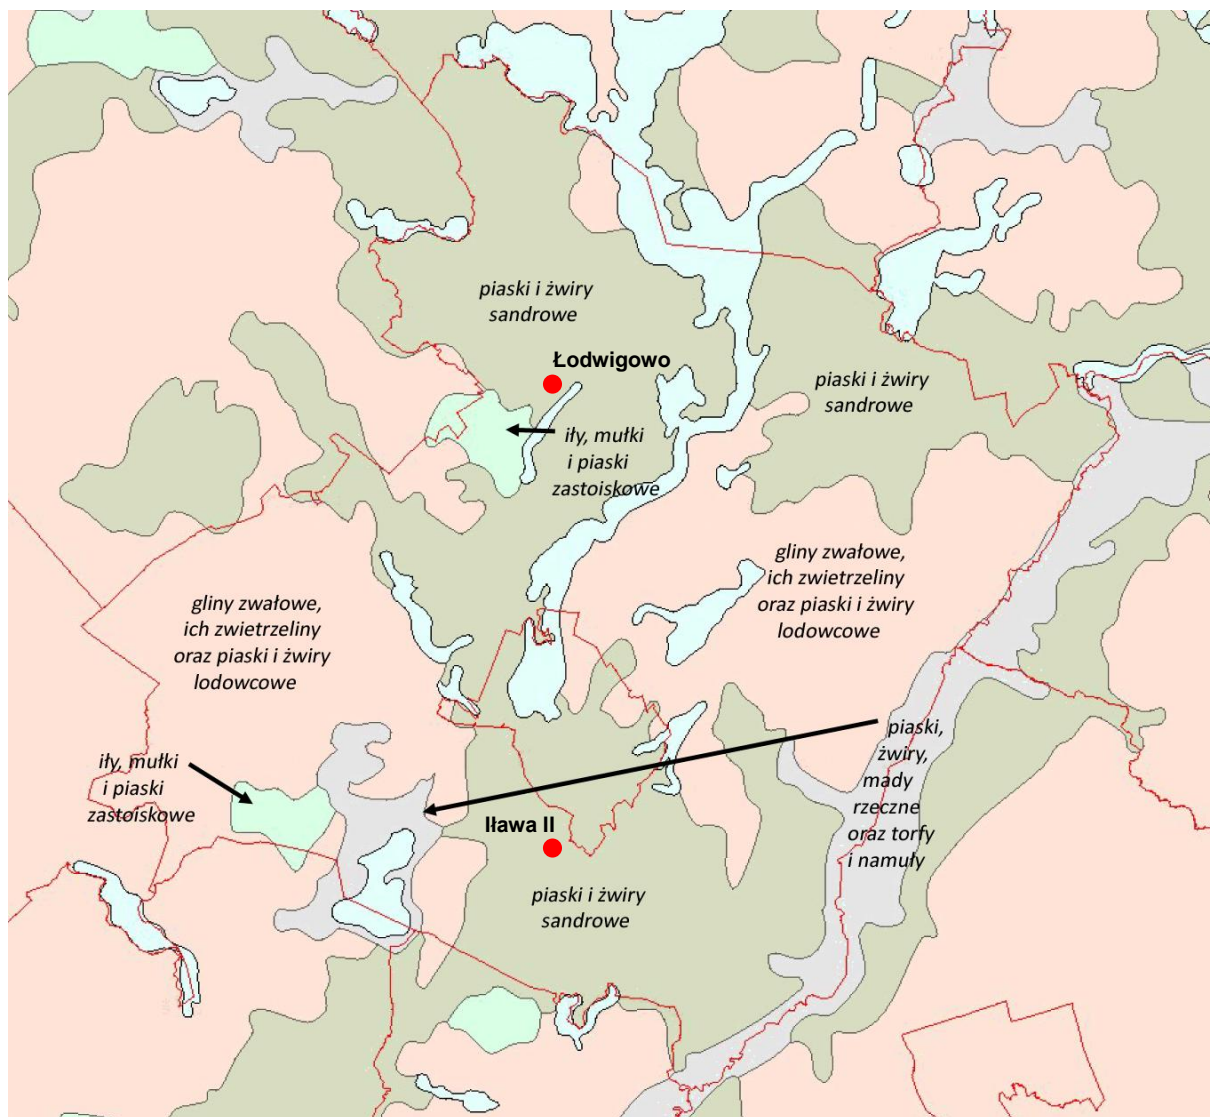 piaski i żwiry
sandrowe
Łodwigowo
piaski i żwiry
sandrowe
iły, mułki
i piaski
zastoiskowe
gliny zwałowe,
ich zwietrzeliny
oraz piaski i żwiry
lodowcowe
gliny zwałowe,
ich zwietrzeliny
oraz piaski i żwiry
lodowcowe
iły, mułki
i piaski
zastoiskowe
piaski,
żwiry,
mady
rzeczne
oraz torfy
i namuły
Iława II
piaski i żwiry
sandrowe